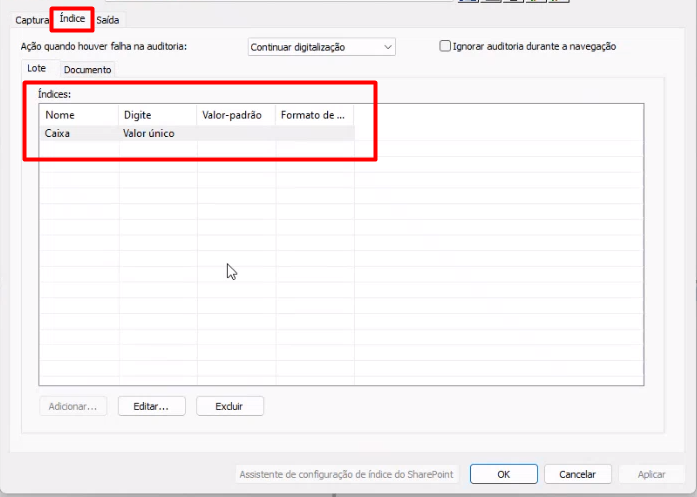 Captura Índice Saída
Ação quando houver falha na auditoria: Continuar digitalização Ignorar auditoria durante a navegação
Lote Documento
Índices:
Nome Digite Valor-padrão Formato de ...
Caixa Valor único
Adicionar... Editar... Excluir
Assistente de configuração de índice do SharePoint OK Cancelar Aplicar